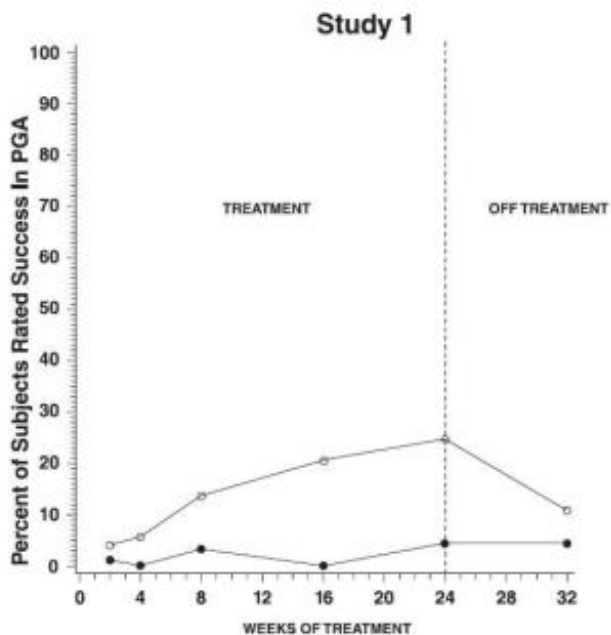 Study 1
Percent of Subjects Rated Success In PGA
100
90
80
70
60
50
40
30
20
10
0
TREATMENT
OFF TREATMENT
0 4 8 12 16 20 24 28 32
WEEKS OF TREATMENT